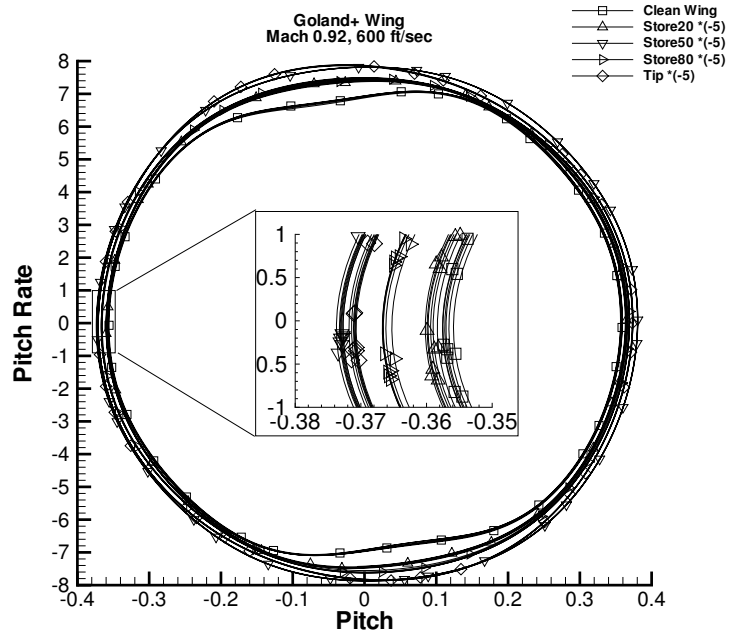 Goland+ Wing
Mach 0.92, 600 ft/sec
Clean Wing
Store20 *(-5)
Store50 *(-5)
Store80 *(-5)
Tip *(-5)
Pitch Rate
8
7
6
5
4
3
2
1
0
-1
-2
-3
-4
-5
-6
-7
-8
1
0.5
0
0.5
-1
-0.38 -0.37 -0.36 -0.35
-0.4 -0.3 -0.2 -0.1 0 0.1 0.2 0.3 0.4
Pitch